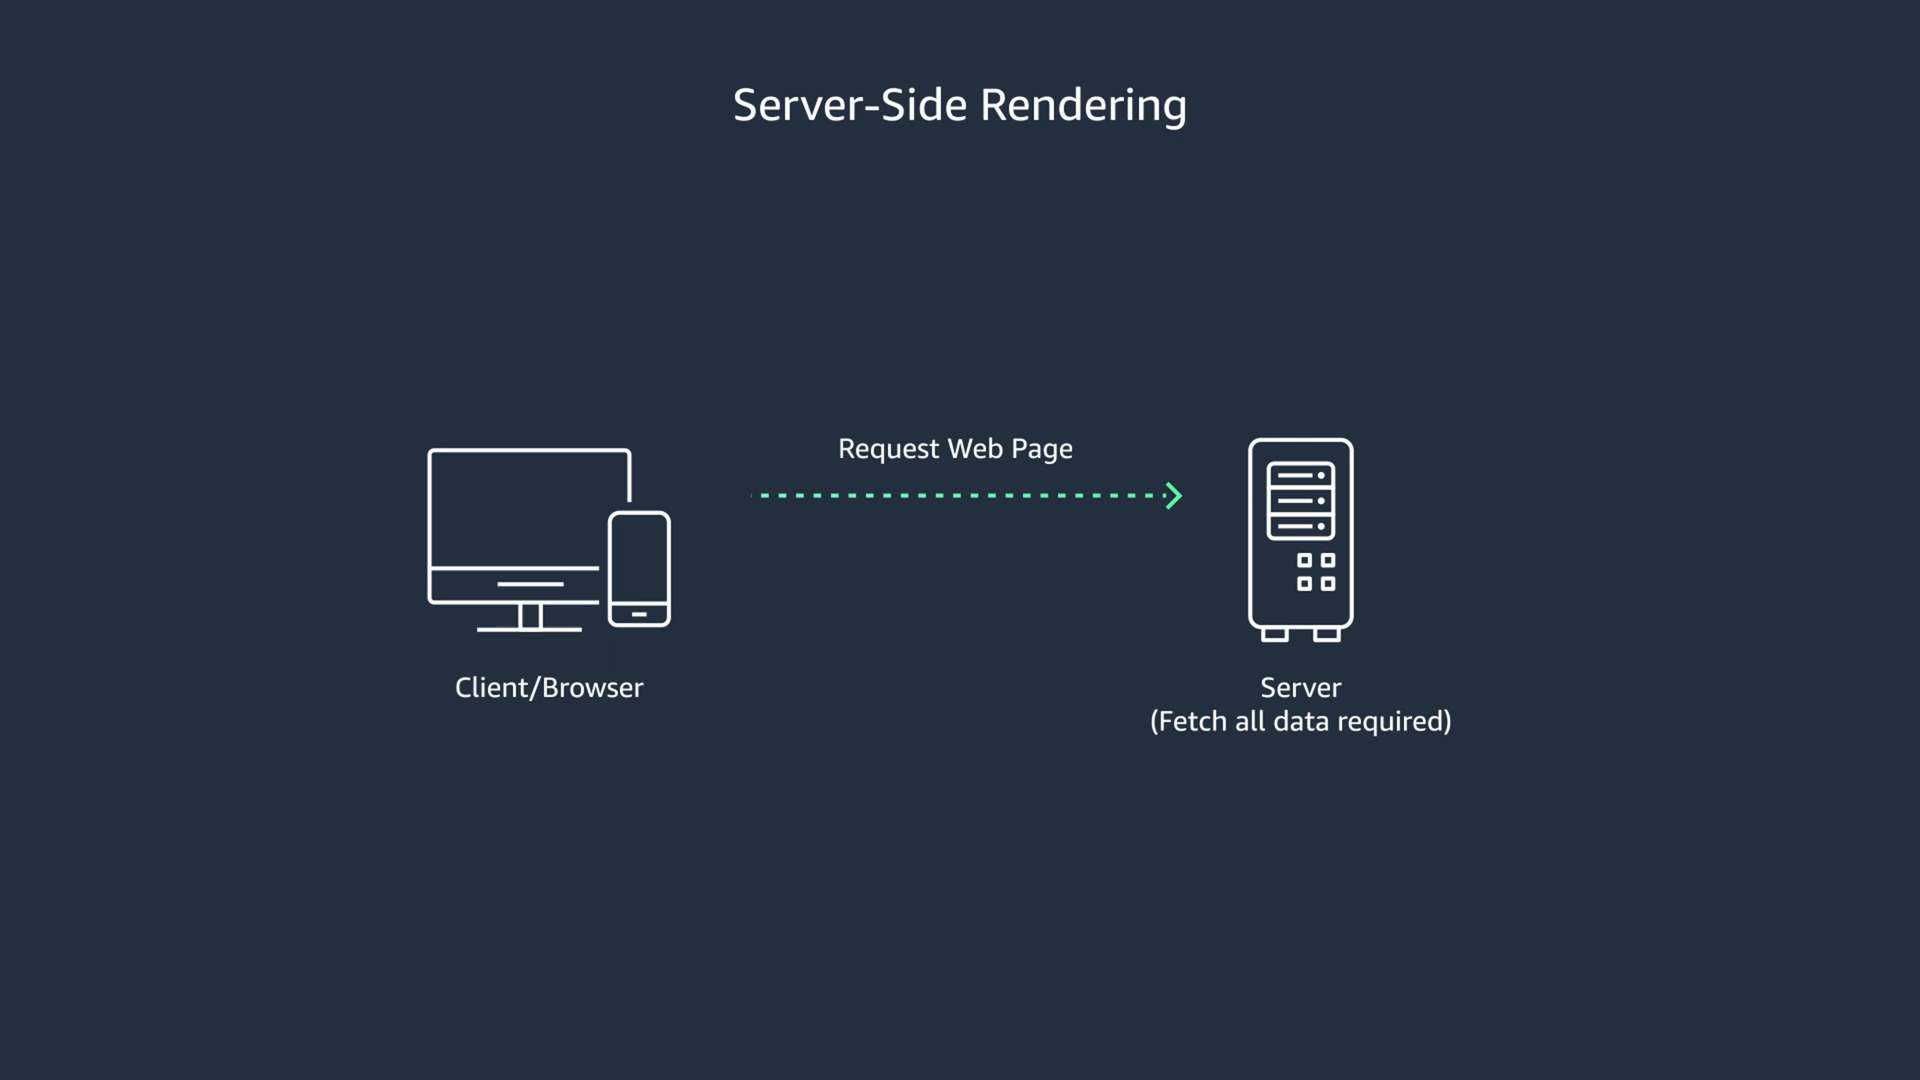 Server-Side Rendering
Request Web Page
Client/Browser
Server
(Fetch all data required)